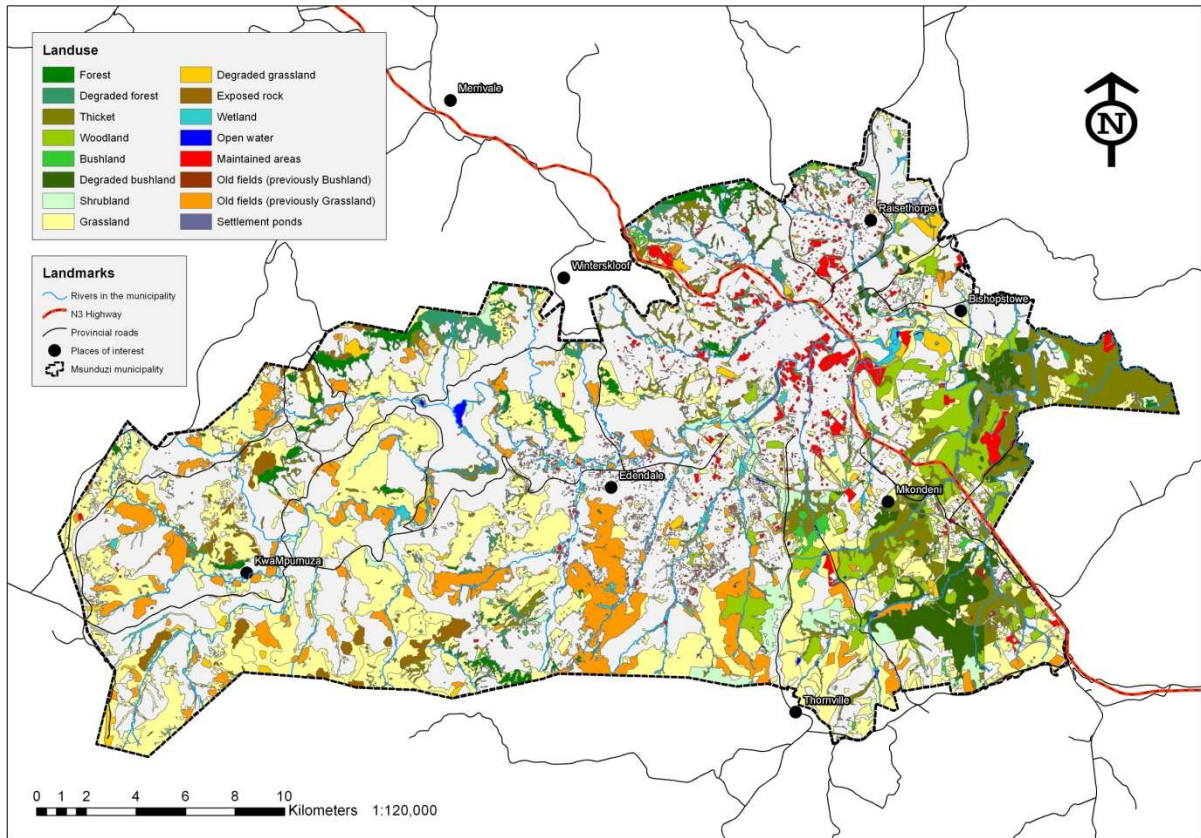 Landuse
Forest
Degraded forest
Thicket
Woodland
Bushland
Degraded bushland
Shrubland
Grassland
Degraded grassland
Exposed rock
Wetland
Open water
Maintained areas
Old fields (previously Bushland)
Old fields (previously Grassland)
Settlement ponds
Landmarks
Rivers in the municipality
N3 Highway
Provincial roads
Places of interest
Msunduzi municipality
Merrivale
N
Raisethorpe
Winterskloof
Bishopstowe
Edendale
Mkondeni
KwaMpumuza
Thornville
0 1 2 4 6 8 10
Kilometers 1:120,000